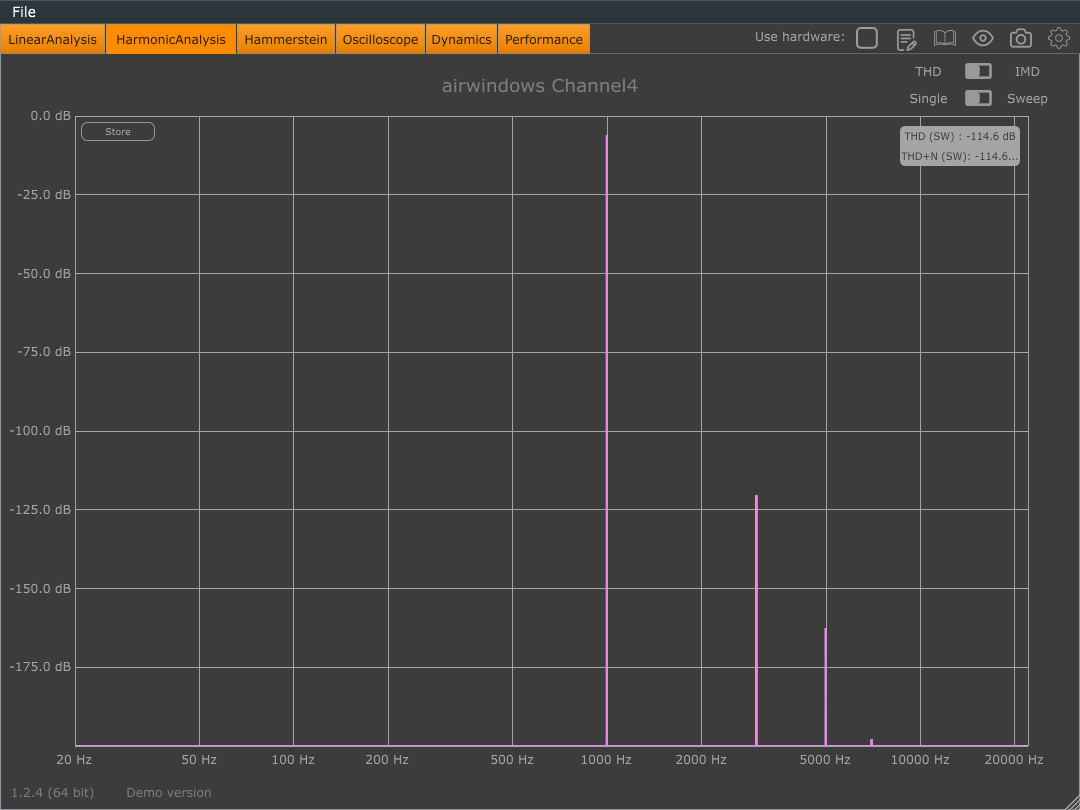 File
LinearAnalysis HarmonicAnalysis Hammerstein Oscilloscope Dynamics Performance Use hardware:
airwindows Channel4
THD IMD
Single Sweep
0.0 dB
Store
THD (SW) : -114.6 dB
THD+N (SW): -114.6...
-25.0 dB
-50.0 dB
-75.0 dB
-100.0 dB
-125.0 dB
-150.0 dB
-175.0 dB
20 Hz 50 Hz 100 Hz 200 Hz 500 Hz 1000 Hz 2000 Hz 5000 Hz 10000 Hz 20000 Hz
1.2.4 (64 bit) Demo version